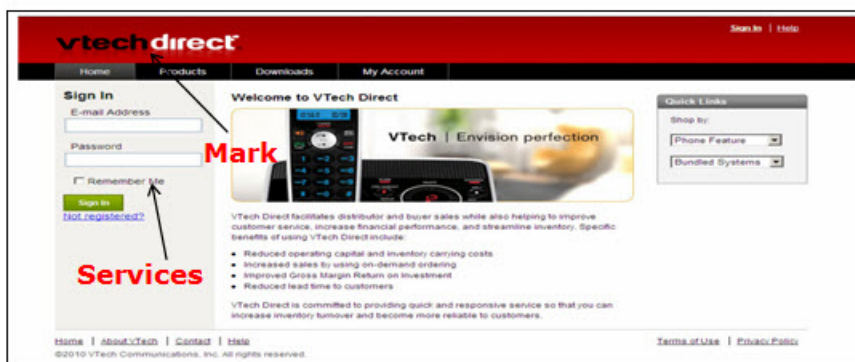 Sign In | Help
vtechdirect
Home Products Downloads My Account
Sign In
E-mail Address
Password
Remember Me
Sign In
Not registered?
Mark
Services
Welcome to VTech Direct
VTech | Envision perfection
VTech Direct facilitates distributor and buyer sales while also helping to improve
customer service, increase financial performance, and streamline inventory. Specific
benefits of using VTech Direct include:
• Reduced operating capital and inventory carrying costs
• Increased sales by using on-demand ordering
• Improved Gross Margin Return on Investment
• Reduced lead time to customers
VTech Direct is committed to providing quick and responsive service so that you can
increase inventory turnover and become more reliable to customers.
Quick Links
Shop by:
Phone Feature
Bundled Systems
Home | About VTech | Contact | Help
Terms of Use | Privacy Policy
©2010 VTech Communications, Inc. All rights reserved.